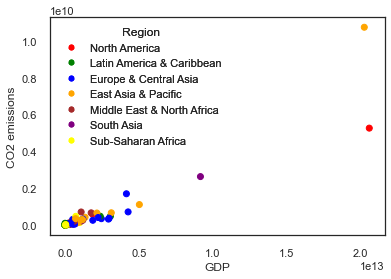 1e10
Region
North America
Latin America & Caribbean
Europe & Central Asia
East Asia & Pacific
Middle East & North Africa
South Asia
Sub-Saharan Africa
CO2 emissions
1.0
0.8
0.6
0.4
0.2
0.0
0.0
0.5
1.0
1.5
2.0
1e13
GDP